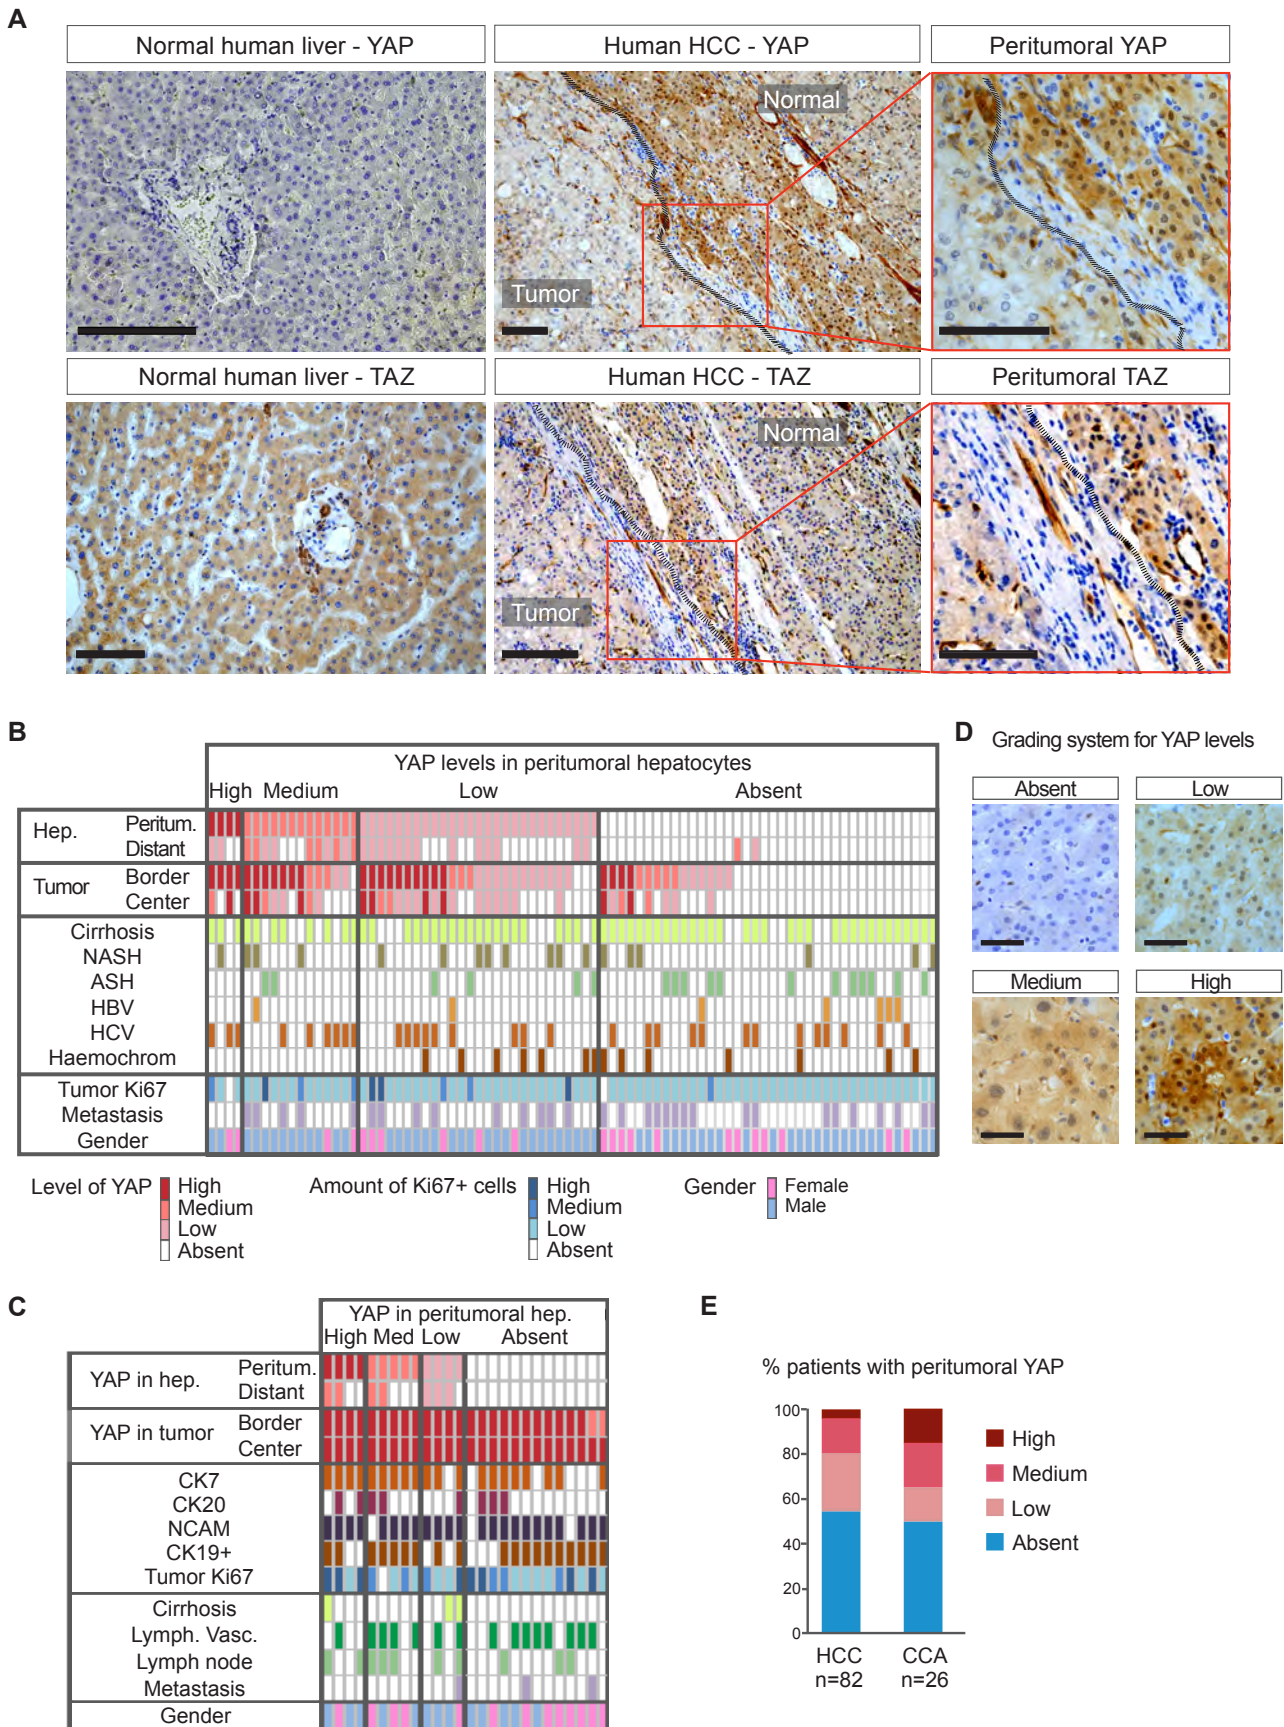 A
Normal human liver - YAP
Human HCC - YAP
Peritumoral YAP
Normal
Tumor
Normal human liver - TAZ
Human HCC - TAZ
Peritumoral TAZ
Normal
Tumor
B
YAP levels in peritumoral hepatocytes
High Medium Low Absent
Hep. Peritum.
Distant
Tumor Border
Center
Cirrhosis
NASH
ASH
HBV
HCV
Haemochrom
Tumor Ki67
Metastasis
Gender
Level of YAP
High
Medium
Low
Absent
Amount of Ki67+ cells
High
Medium
Low
Absent
Gender
Female
Male
D
Grading system for YAP levels
Absent
Low
Medium
High
C
YAP in peritumoral hep.
High Med Low Absent
YAP in hep. Peritum.
Distant
YAP in tumor Border
Center
CK7
CK20
NCAM
CK19+
Tumor Ki67
Cirrhosis
Lymph. Vasc.
Lymph node
Metastasis
Gender
E
% patients with peritumoral YAP
100
80
60
40
20
0
HCC
n=82
CCA
n=26
High
Medium
Low
Absent